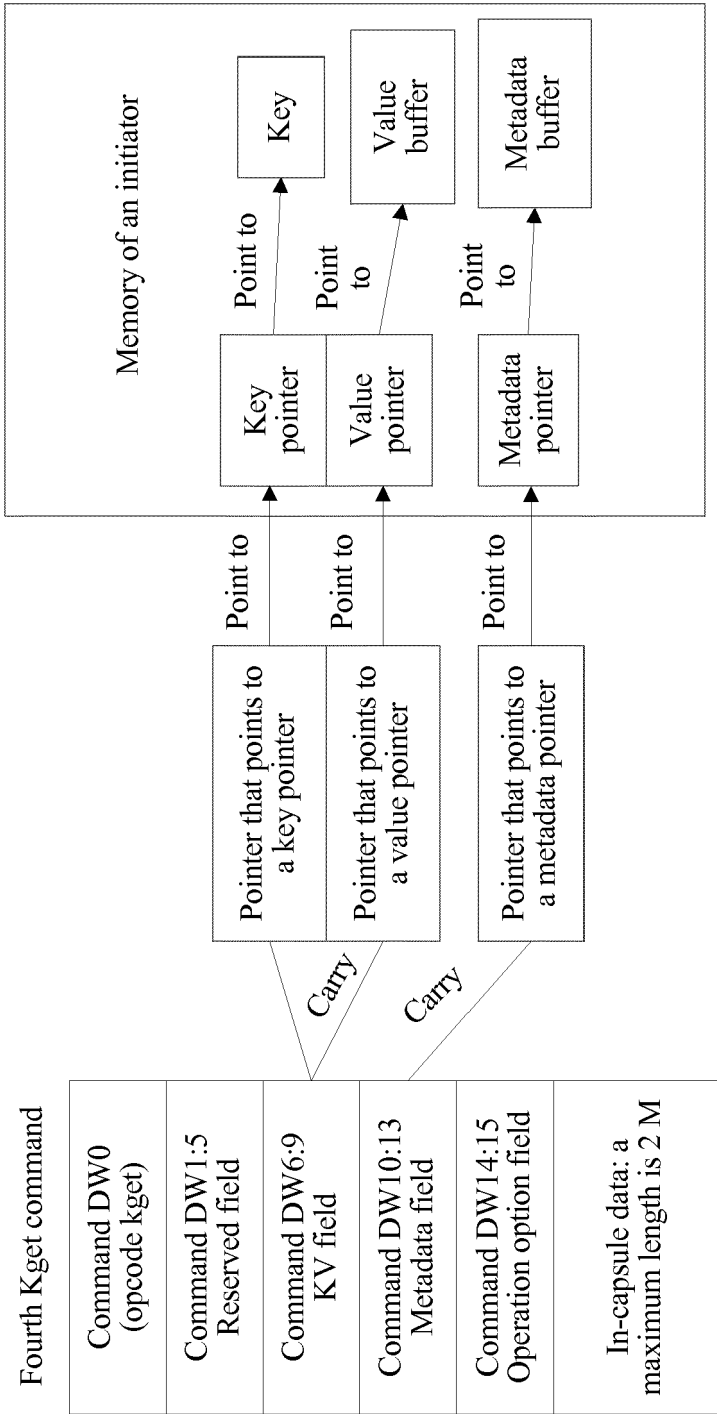 Fourth Kget command
Command DW0
(opcode kget)
Command DW1:5
Reserved field
Command DW6:9
KV field
Command DW10:13
Metadata field
Command DW14:15
Operation option field
In-capsule data: a
maximum length is 2 M
Carry
Carry
Pointer that points to
a key pointer
Pointer that points to
a value pointer
Pointer that points to
a metadata pointer
Point to
Point to
Point to
Memory of an initiator
Key
pointer
Value
pointer
Metadata
pointer
Point to
Point
to
Point
to
Key
Value
buffer
Metadata
buffer